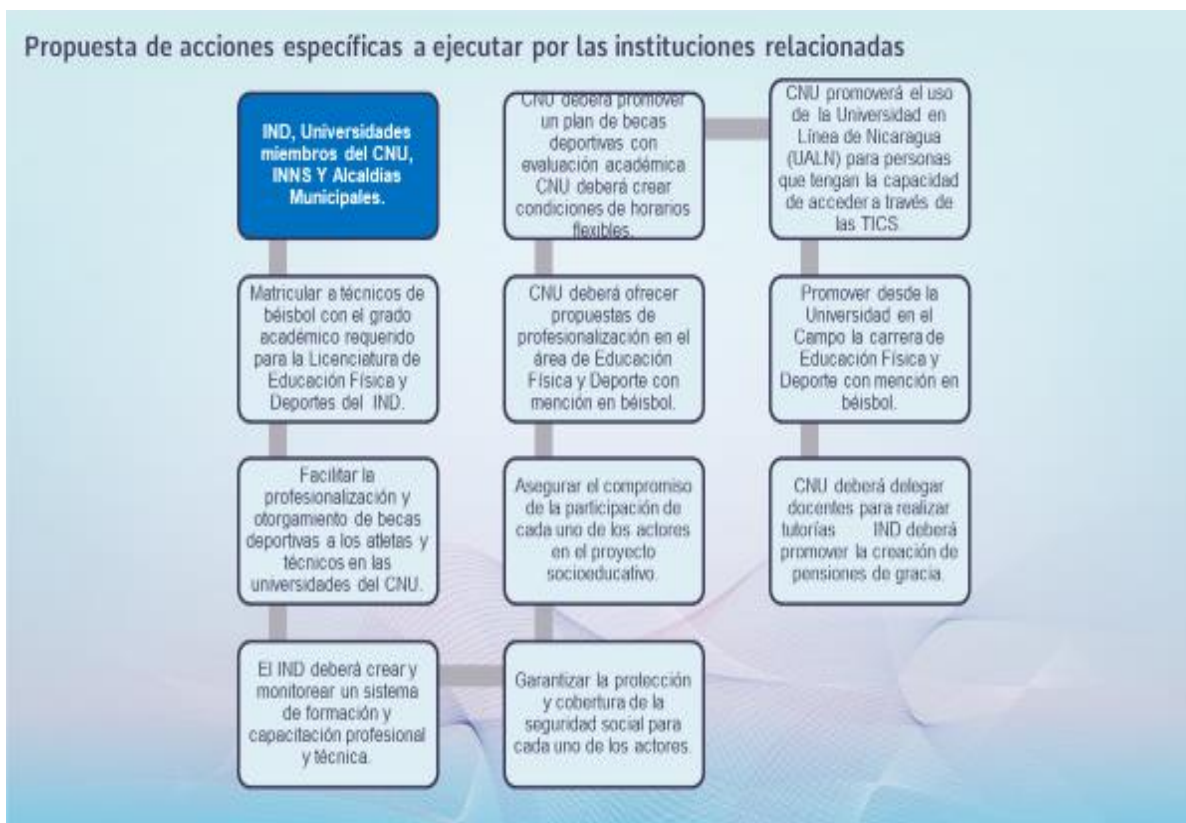 Propuesta de acciones específicas a ejecutar por las instituciones relacionadas
IND, Universidades
miembros del CNU,
INNS Y Alcaldías
Municipales.
Matricular a técnicos de
béisbol con el grado
académico requerido
para la Licenciatura de
Educación Física y
Deportes del IND.
Facilitar la
profesionalización y
otorgamiento de becas
deportivas a los atletas y
técnicos en las
universidades del CNU.
El IND deberá crear y
monitorear un sistema
de formación y
capacitación profesional
y técnica.
Garantizar la protección
y cobertura de la
seguridad social para
cada uno de los actores.
Asegurar el compromiso
de la participación de
cada uno de los actores
en el proyecto
socioeducativo.
CNU deberá ofrecer
propuestas de
profesionalización en el
área de Educación
Física y Deporte con
mención en béisbol.
CNU deberá promover
un plan de becas
deportivas con
evaluación académica
CNU deberá crear
condiciones de horarios
flexibles.
CNU promoverá el uso
de la Universidad en
Línea de Nicaragua
(UALN) para personas
que tengan la capacidad
de acceder a través de
las TICS
Promover desde la
Universidad en el
Campo la carrera de
Educación Física y
Deporte con mención en
béisbol.
CNU deberá delegar
docentes para realizar
tutorías IND deberá
promover la creación de
pensiones de gracia.